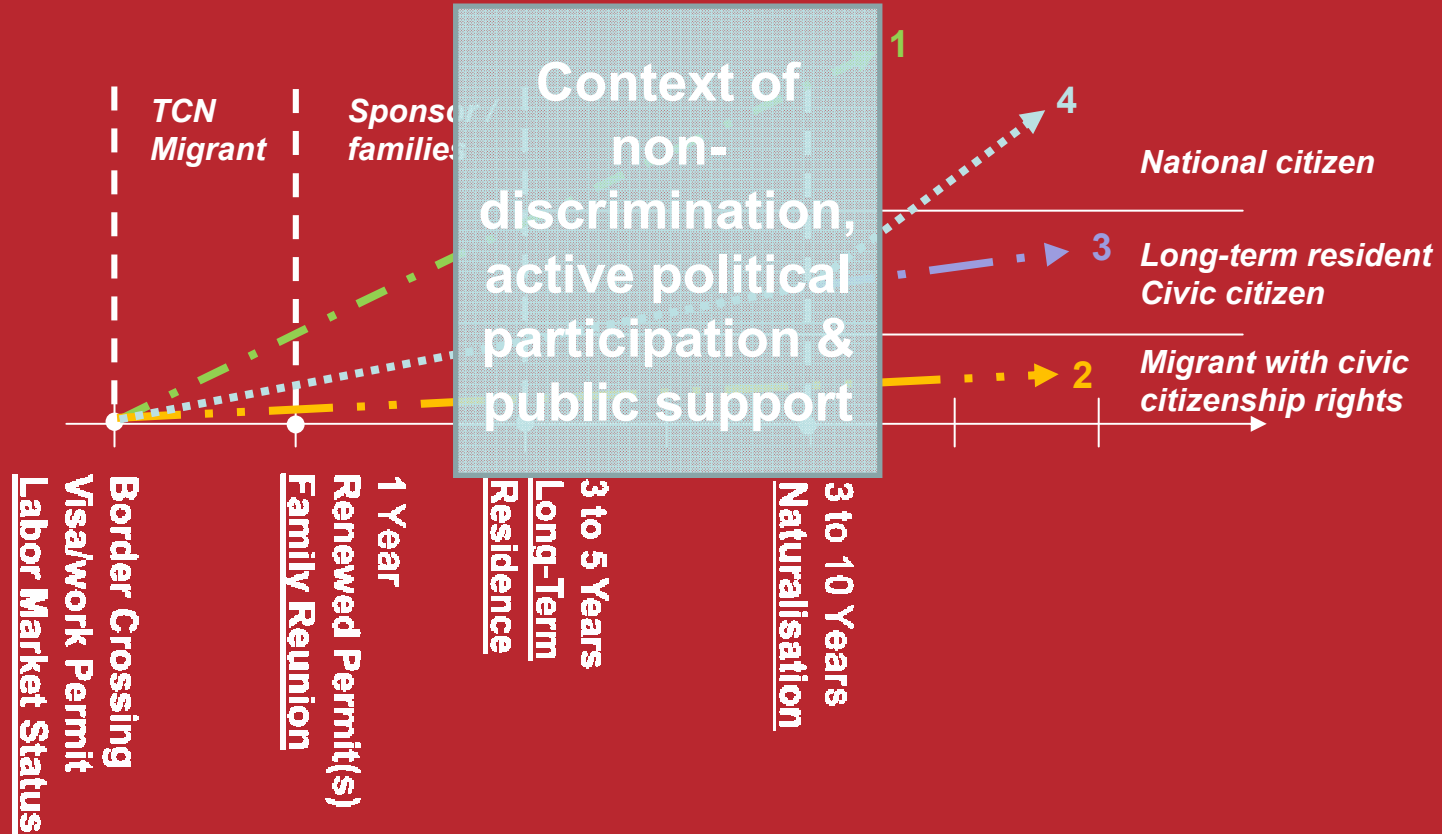 TCN
Migrant
Sponsor /
families
Context of
non-
discrimination,
active political
participation &
public support
1
4
National citizen
3
Long-term resident
Civic citizen
2
Migrant with civic
citizenship rights
Border Crossing
Visa/work Permit
Labor Market Status
1 Year
Renewed Permit(s)
Family Reunion
3 to 5 Years
Long-Term
Residence
3 to 10 Years
Naturalisation